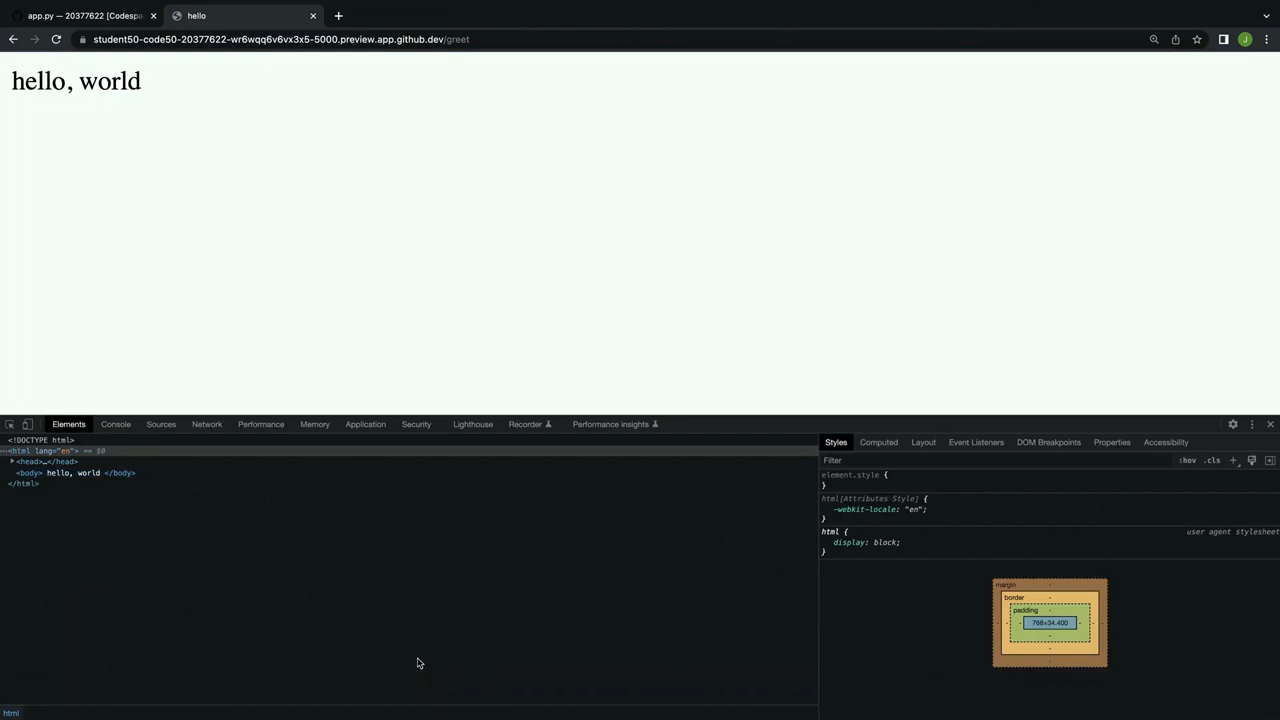 app.py — 20377622 [Codespa
hello
student50-code50-20377622-wr6wqq6v6vx3x5-5000.preview.app.github.dev/greet
J
hello, world
Elements Console Sources Network Performance Memory Application Security Lighthouse Recorder Performance insights
<!DOCTYPE html>
<html lang="en"> == $0
<head>…</head>
<body> hello, world </body>
</html>
html
Styles Computed Layout Event Listeners DOM Breakpoints Properties Accessibility
Filter :hov .cls
element.style {
}
html[Attributes Style] {
-webkit-locale: "en";
}
html { user agent stylesheet
display: block;
}
margin -
border -
padding -
- - - 768×34.400 - - -
-
-
-